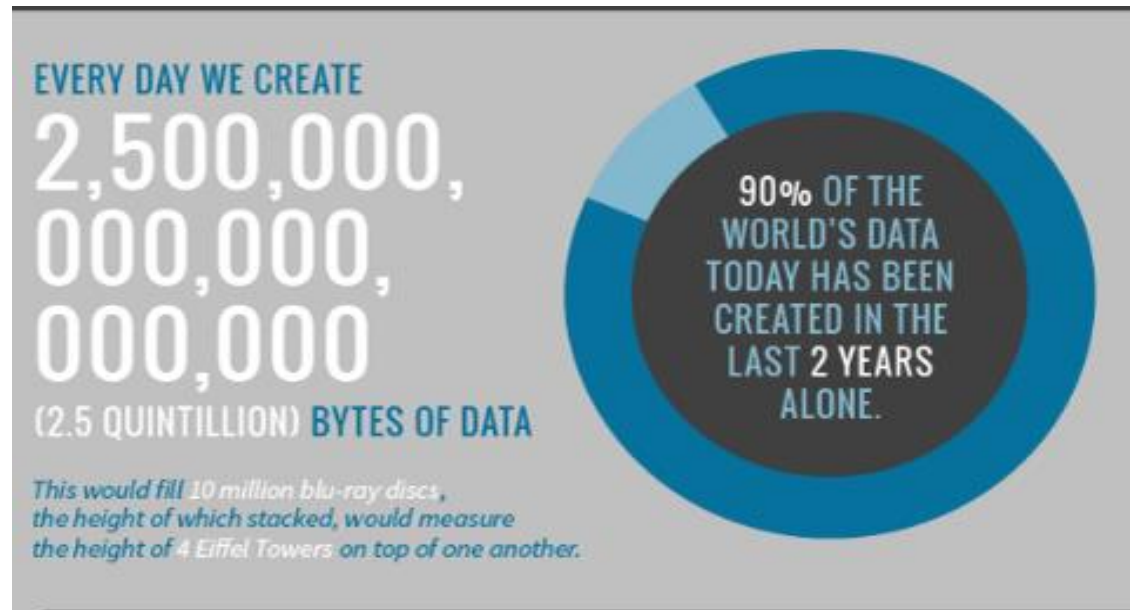 EVERY DAY WE CREATE
2,500,000,
000,000,
000,000
(2.5 QUINTILLION) BYTES OF DATA
This would fill 10 million blu-ray discs,
the height of which stacked, would measure
the height of 4 Eiffel Towers on top of one another.
90% OF THE
WORLD'S DATA
TODAY HAS BEEN
CREATED IN THE
LAST 2 YEARS
ALONE.